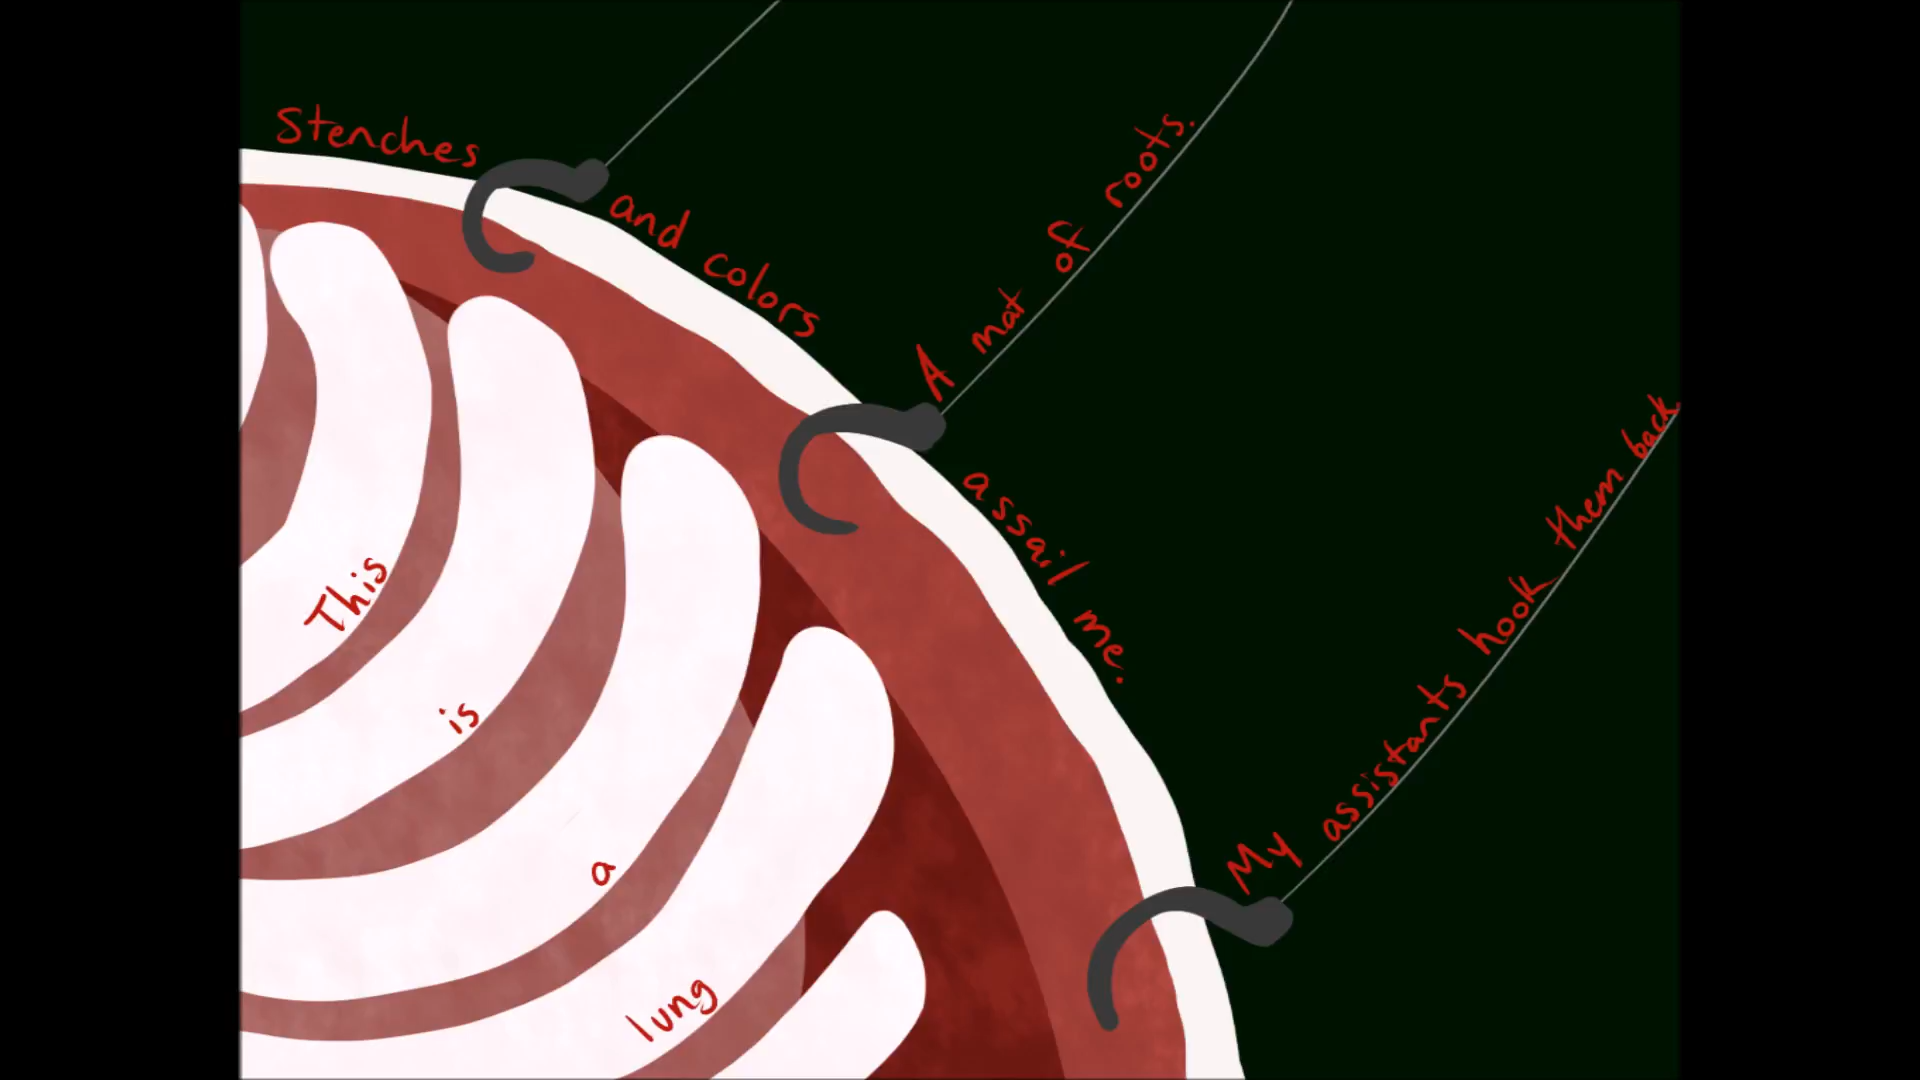 Stenches and colors assail me.
A mat of roots.
My assistants hook them back
This is a lung